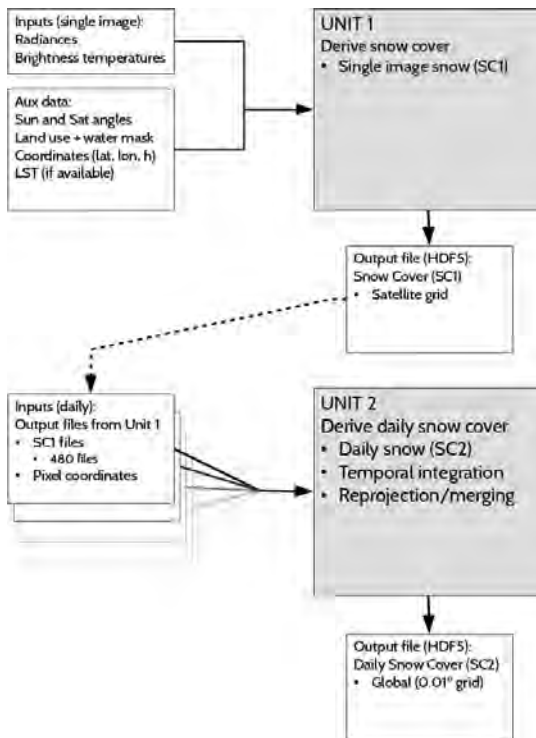 Inputs (single image):
Radiances
Brightness temperatures
Aux data:
Sun and Sat angles
Land use + water mask
Coordinates (lat, lon, h)
LST (if available)
UNIT 1
Derive snow cover
• Single image snow (SC1)
Output file (HDF5):
Snow Cover (SC1)
• Satellite grid
Inputs (daily):
Output files from Unit 1
• SC1 files
• 480 files
• Pixel coordinates
UNIT 2
Derive daily snow cover
• Daily snow (SC2)
• Temporal integration
• Reprojection/merging
Output file (HDF5):
Daily Snow Cover (SC2)
• Global (0.01° grid)